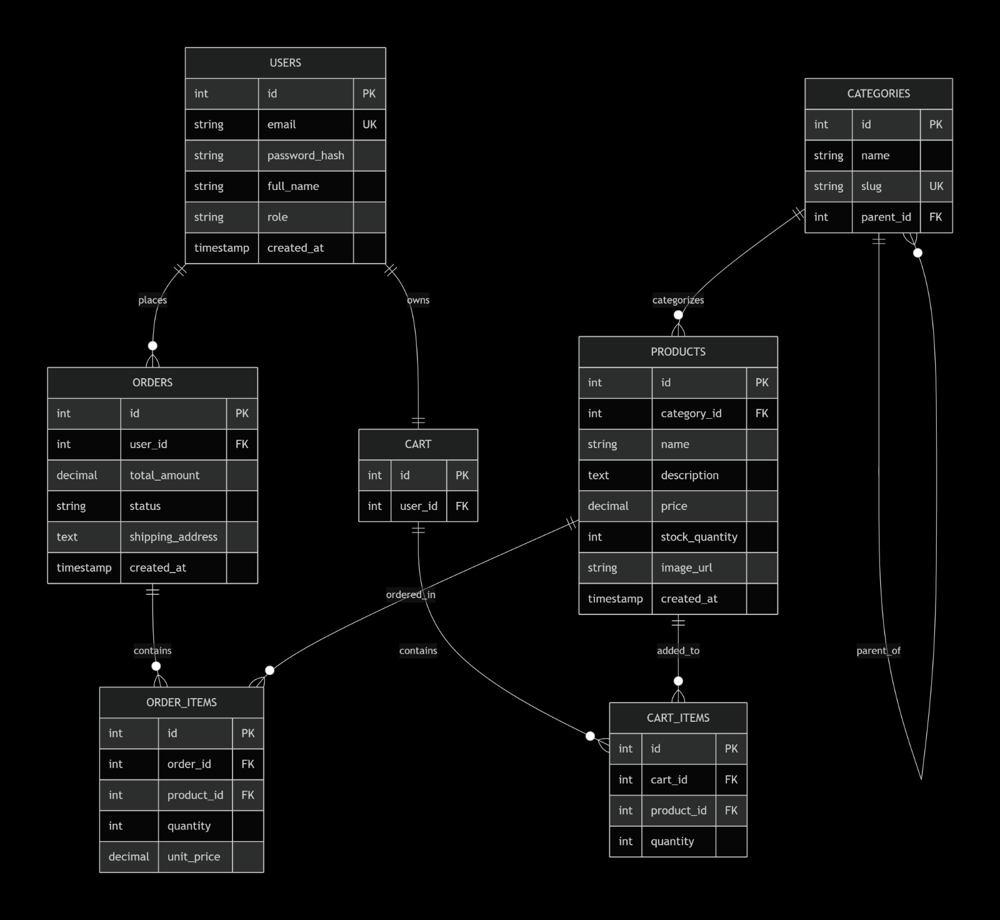 USERS
int id PK
string email UK
string password_hash
string full_name
string role
timestamp created_at
CATEGORIES
int id PK
string name
string slug UK
int parent_id FK
places
owns
categorizes
ORDERS
int id PK
int user_id FK
decimal total_amount
string status
text shipping_address
timestamp created_at
CART
int id PK
int user_id FK
PRODUCTS
int id PK
int category_id FK
string name
text description
decimal price
int stock_quantity
string image_url
timestamp created_at
ordered_in
contains
contains
added_to
parent_of
ORDER_ITEMS
int id PK
int order_id FK
int product_id FK
int quantity
decimal unit_price
CART_ITEMS
int id PK
int cart_id FK
int product_id FK
int quantity